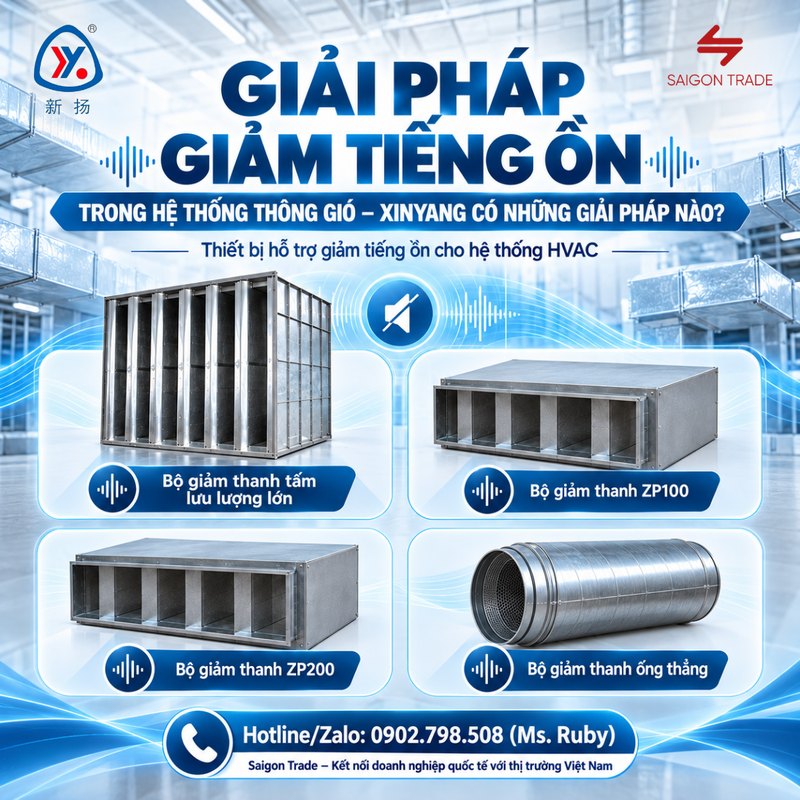 新扬
®
SAIGON TRADE
GIẢI PHÁP
GIẢM TIẾNG ỒN
TRONG HỆ THỐNG THÔNG GIÓ – XINYANG CÓ NHỮNG GIẢI PHÁP NÀO?
Thiết bị hỗ trợ giảm tiếng ồn cho hệ thống HVAC
Bộ giảm thanh tấm
lưu lượng lớn
Bộ giảm thanh ZP100
Bộ giảm thanh ZP200
Bộ giảm thanh ống thẳng
Hotline/Zalo: 0902.798.508 (Ms. Ruby)
Saigon Trade – Kết nối doanh nghiệp quốc tế với thị trường Việt Nam